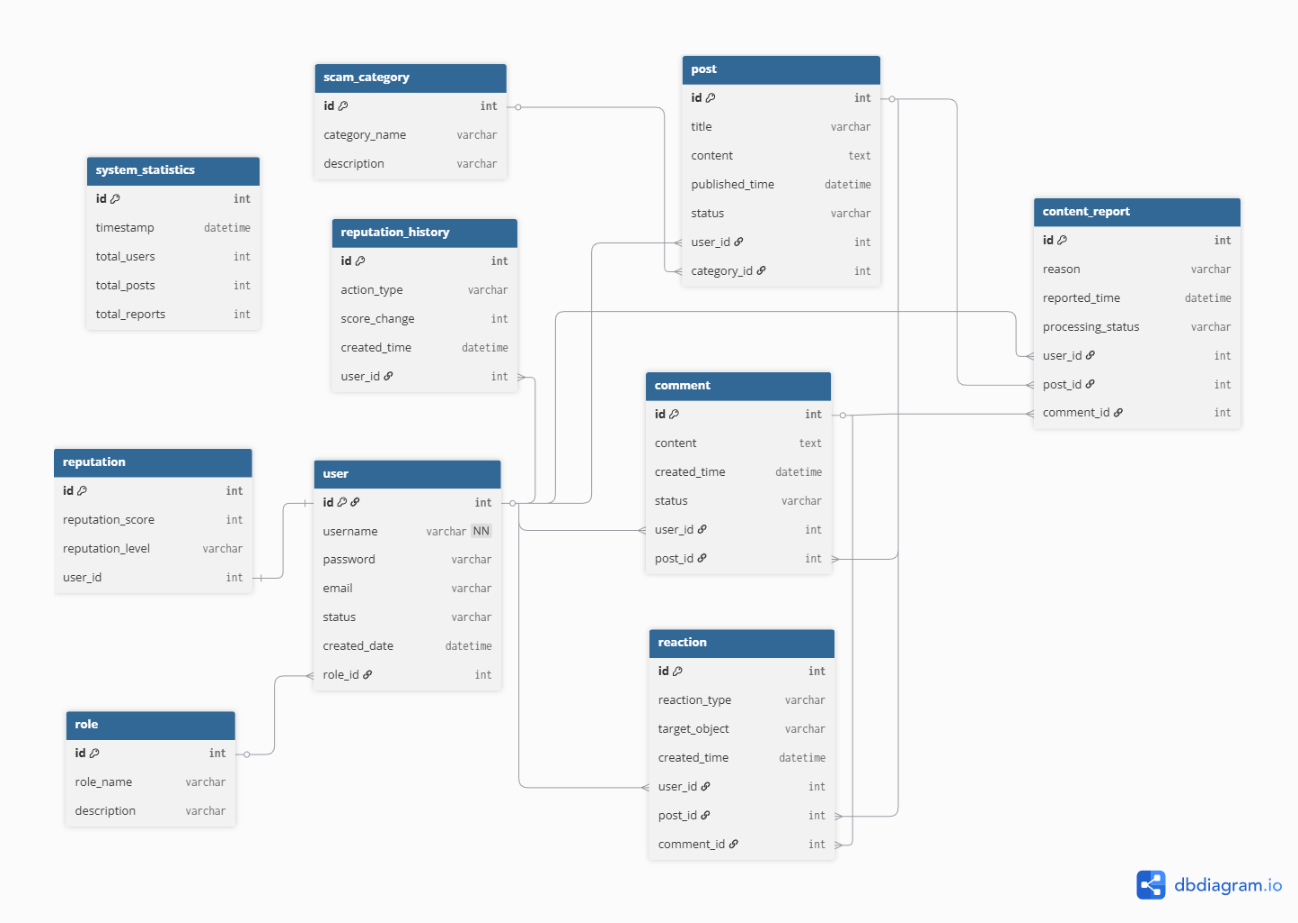 scam_category
id int
category_name varchar
description varchar
post
id int
title varchar
content text
published_time datetime
status varchar
user_id int
category_id int
system_statistics
id int
timestamp datetime
total_users int
total_posts int
total_reports int
reputation_history
id int
action_type varchar
score_change int
created_time datetime
user_id int
content_report
id int
reason varchar
reported_time datetime
processing_status varchar
user_id int
post_id int
comment_id int
comment
id int
content text
created_time datetime
status varchar
user_id int
post_id int
reputation
id int
reputation_score int
reputation_level varchar
user_id int
user
id int
username varchar NN
password varchar
email varchar
status varchar
created_date datetime
role_id int
reaction
id int
reaction_type varchar
target_object varchar
created_time datetime
user_id int
post_id int
comment_id int
role
id int
role_name varchar
description varchar
dbdiagram.io